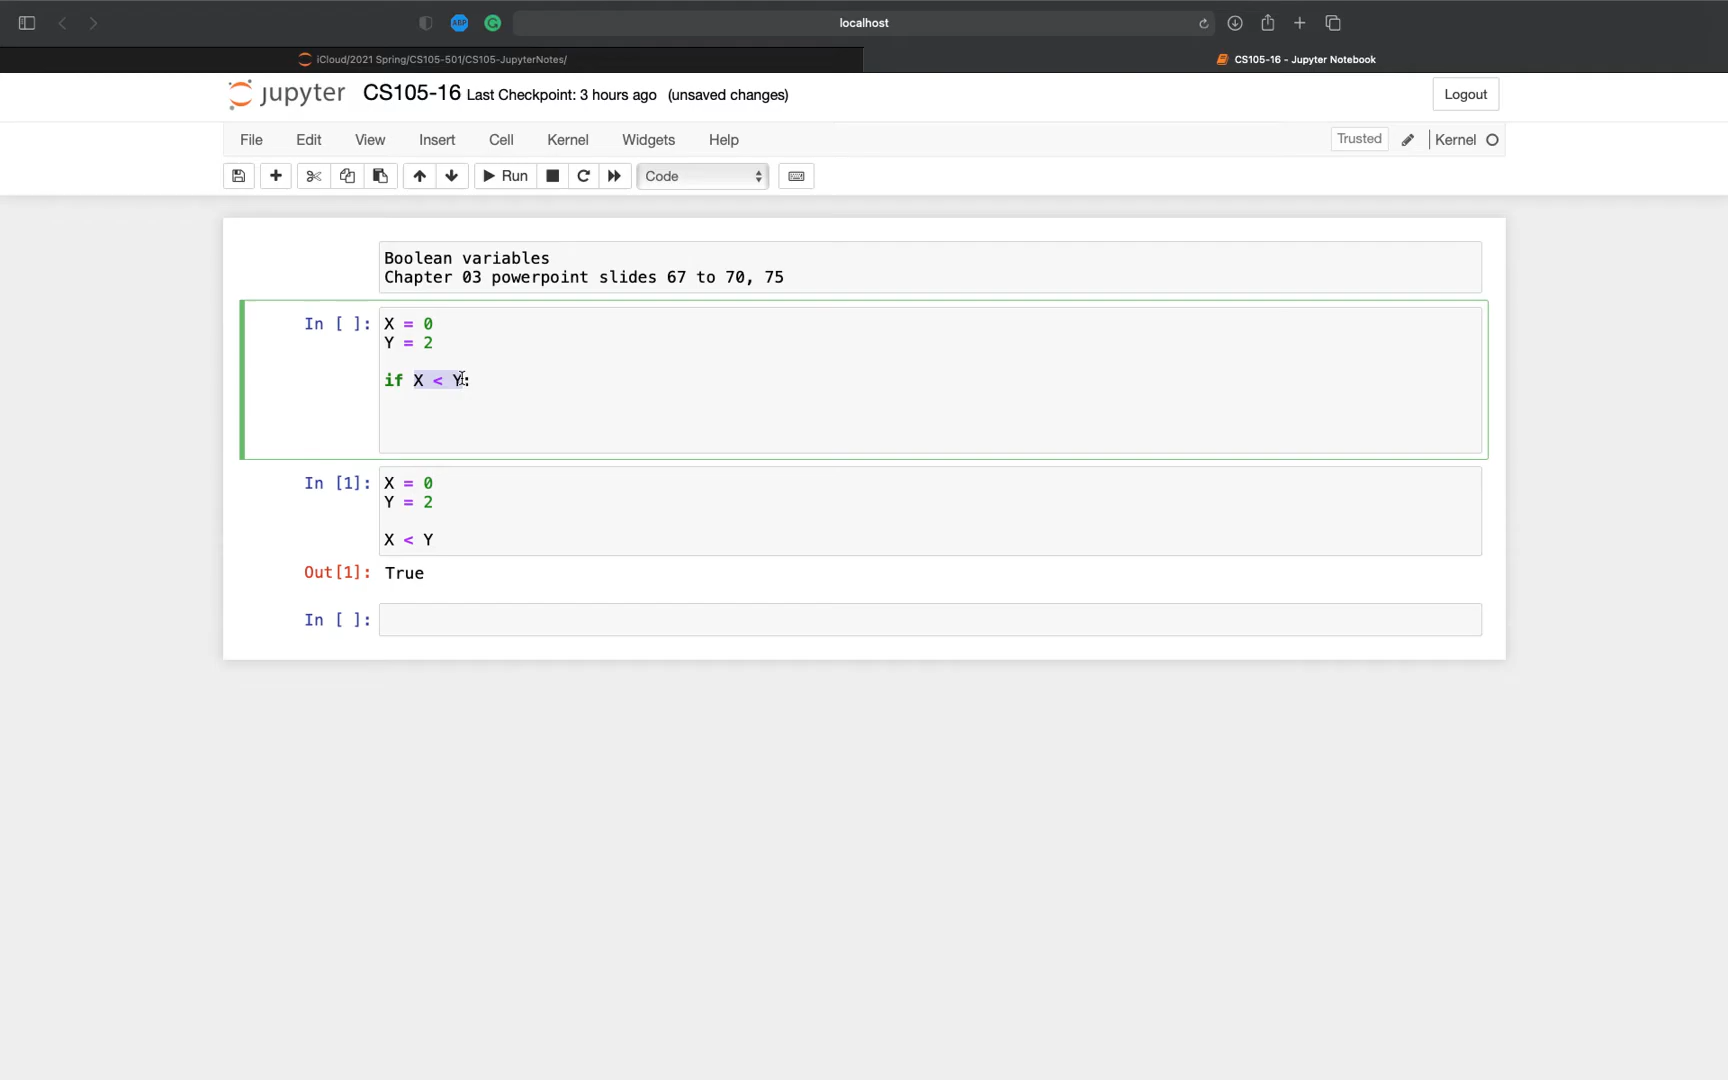 localhost
iCloud/2021 Spring/CS105-501/CS105-JupyterNotes/
CS105-16 - Jupyter Notebook
ABP
jupyter CS105-16 Last Checkpoint: 3 hours ago (unsaved changes)
Logout
File Edit View Insert Cell Kernel Widgets Help
Trusted Kernel
Run Code
Boolean variables
Chapter 03 powerpoint slides 67 to 70, 75
In [ ]: X = 0
Y = 2
if X < Y:
In [1]: X = 0
Y = 2
X < Y
Out[1]: True
In [ ]: